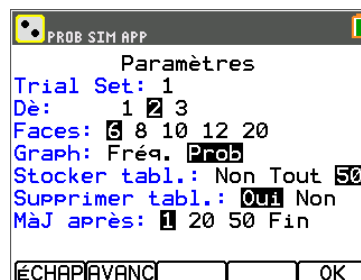 PROB SIM APP
Paramètres
Trial Set: 1
Dè: 1 2 3
Faces: 6 8 10 12 20
Graph: Fréq. Prob
Stocker tabl.: Non Tout 50
Supprimer tabl.: Oui Non
MàJ après: 1 20 50 Fin
ÉCHAP AVANC OK